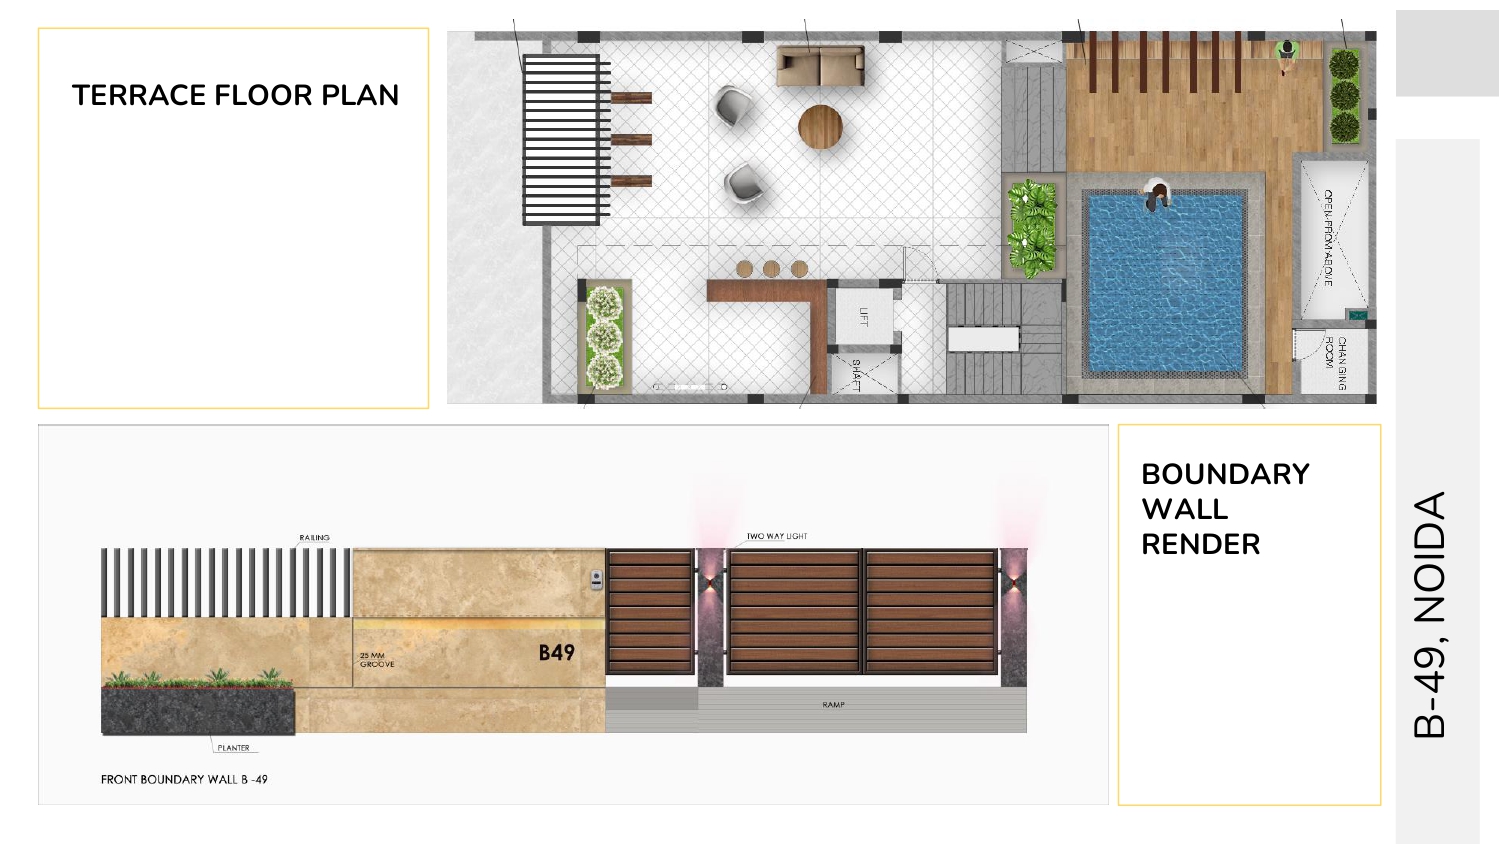 TERRACE FLOOR PLAN
OPEN FROM ABOVE
LIFT
SHAFT
CHANGING
ROOM
BOUNDARY
WALL
RENDER
RAILING
TWO WAY LIGHT
25 MM
GROOVE
B49
RAMP
PLANTER
FRONT BOUNDARY WALL B -49
B-49, NOIDA